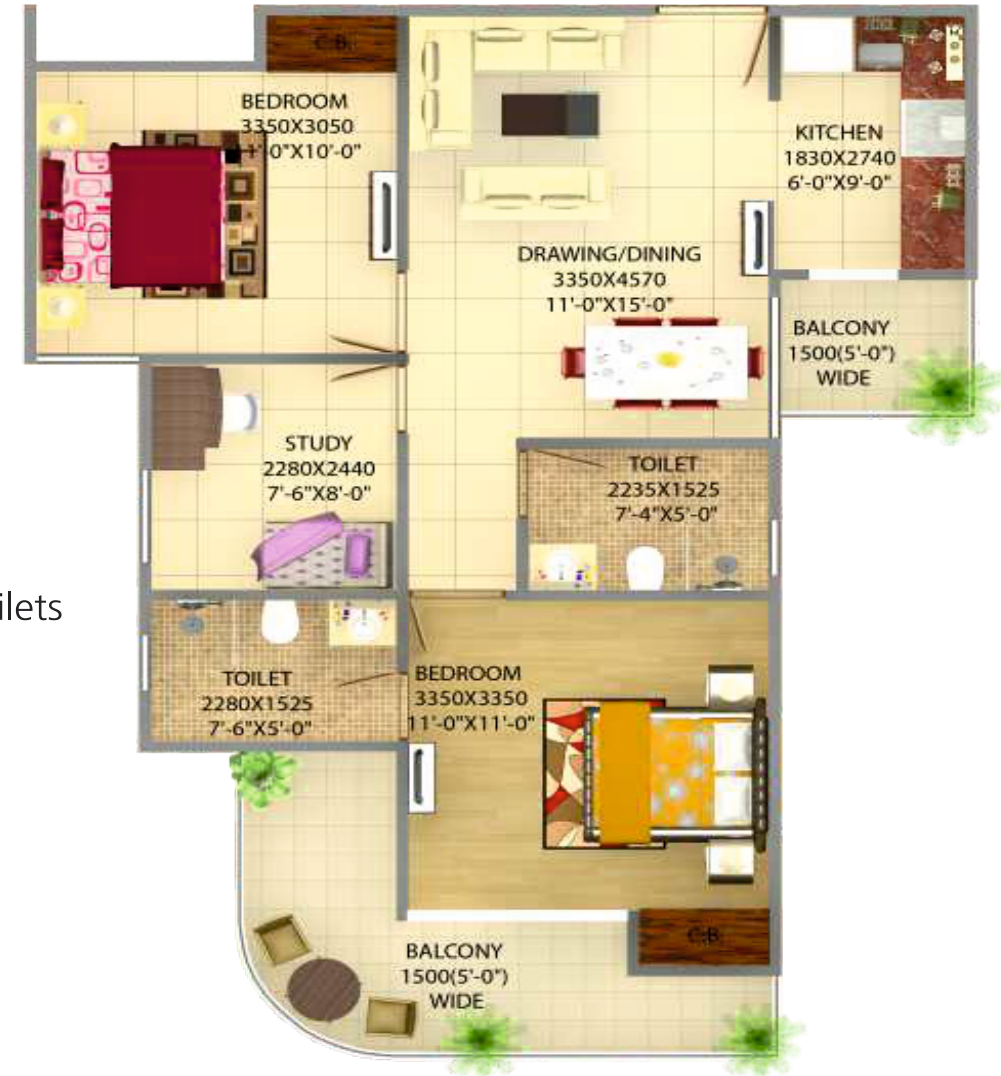 C.B.
BEDROOM
3350X3050
11'-0"X10'-0"
KITCHEN
1830X2740
6'-0"X9'-0"
DRAWING/DINING
3350X4570
11'-0"X15'-0"
BALCONY
1500(5'-0")
WIDE
STUDY
2280X2440
7'-6"X8'-0"
TOILET
2235X1525
7'-4"X5'-0"
ilets
TOILET
2280X1525
7'-6"X5'-0"
BEDROOM
3350X3350
11'-0"X11'-0"
C.B.
BALCONY
1500(5'-0")
WIDE